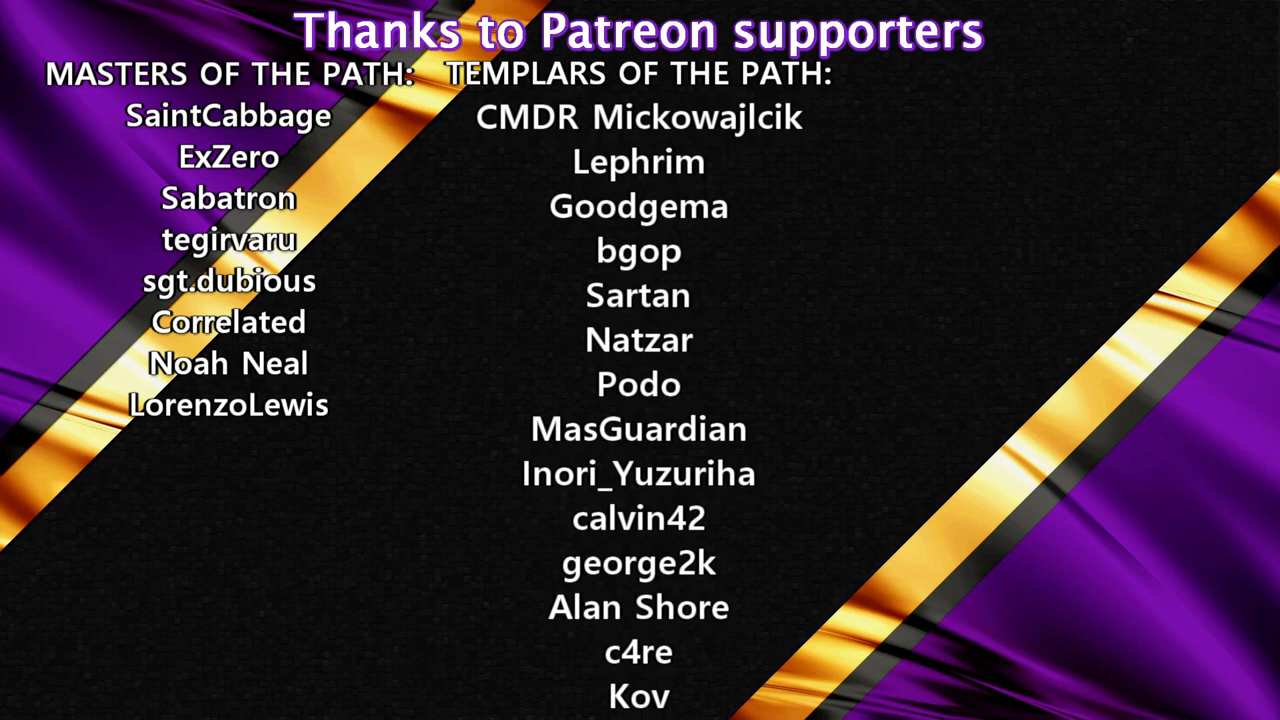 Thanks to Patreon supporters
MASTERS OF THE PATH:
SaintCabbage
ExZero
Sabatron
tegirvaru
sgt.dubious
Correlated
Noah Neal
LorenzoLewis
TEMPLARS OF THE PATH:
CMDR Mickowajlcik
Lephrim
Goodgema
bgop
Sartan
Natzar
Podo
MasGuardian
Inori_Yuzuriha
calvin42
george2k
Alan Shore
c4re
Kov